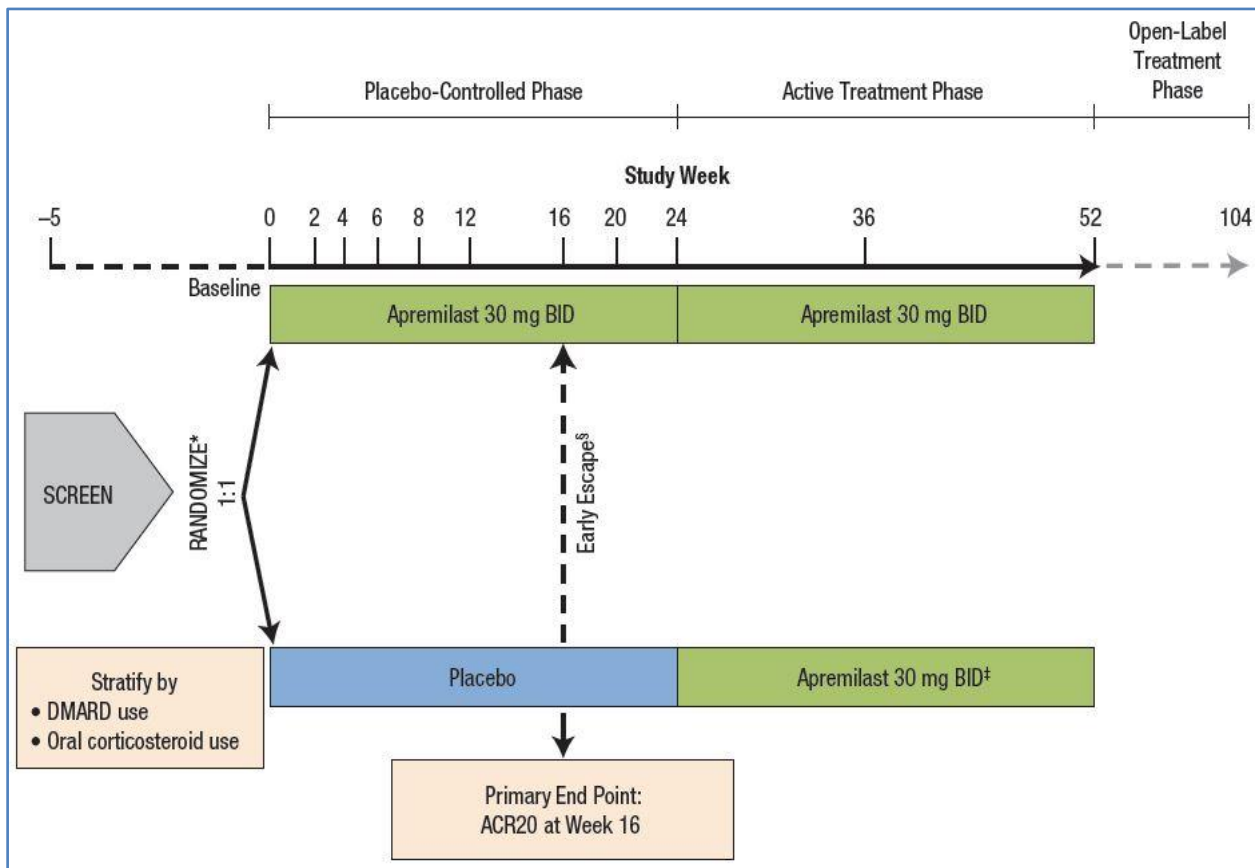 Placebo-Controlled Phase
Active Treatment Phase
Open-Label
Treatment
Phase
Study Week
–5
0
2
4
6
8
12
16
20
24
36
52
104
Baseline
Apremilast 30 mg BID
Apremilast 30 mg BID
SCREEN
RANDOMIZE*
1:1
Early Escape§
Stratify by
• DMARD use
• Oral corticosteroid use
Placebo
Apremilast 30 mg BID‡
Primary End Point:
ACR20 at Week 16